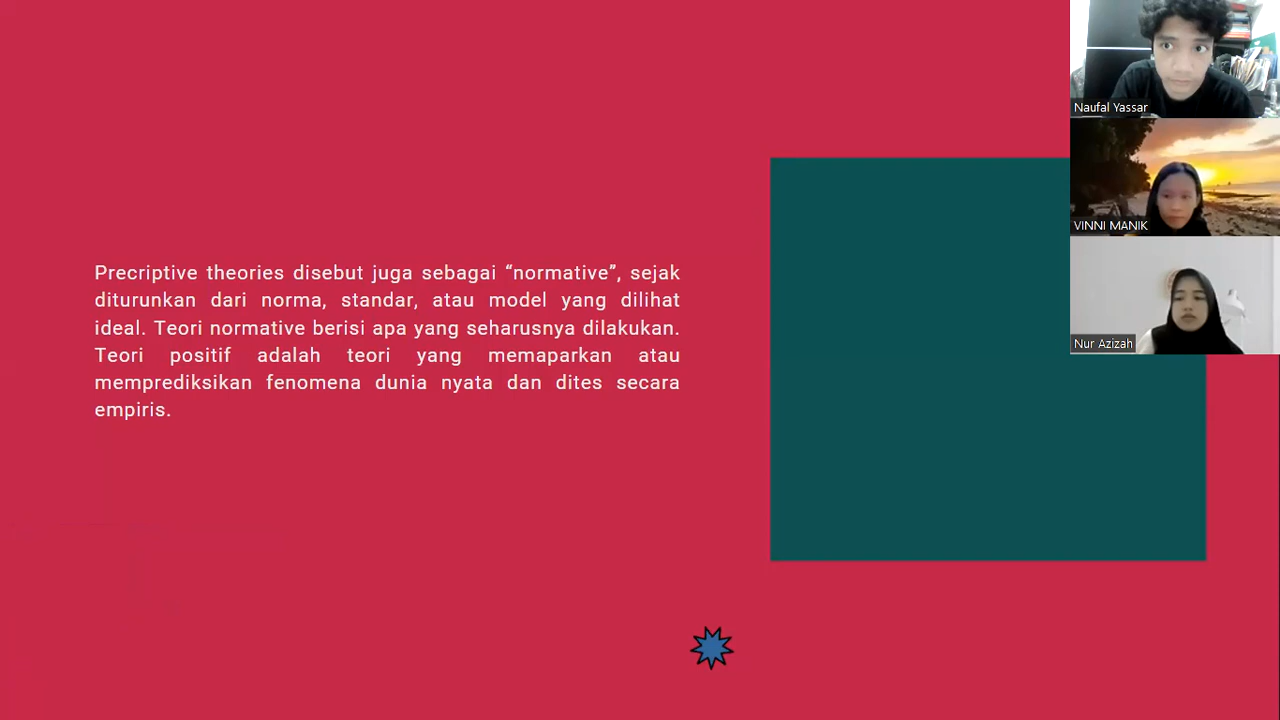 Precriptive theories disebut juga sebagai “normative”, sejak
diturunkan dari norma, standar, atau model yang dilihat
ideal. Teori normative berisi apa yang seharusnya dilakukan.
Teori positif adalah teori yang memaparkan atau
memprediksikan fenomena dunia nyata dan dites secara
empiris.
Naufal Yassar
VINNI MANIK
Nur Azizah